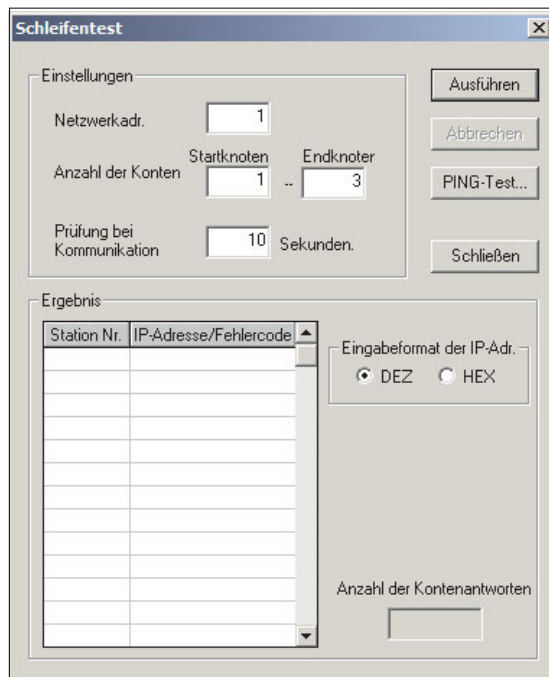 Schleifentest
Einstellungen
Netzwerkadr. 1
Startknoten Endknoter
Anzahl der Konten 1 .. 3
Prüfung bei
Kommunikation 10 Sekunden.
Ausführen
Abbrechen
PING-Test...
Schließen
Ergebnis
Station Nr. IP-Adresse/Fehlercode
Eingabeformat der IP-Adr.
DEZ HEX
Anzahl der Kontenantworten